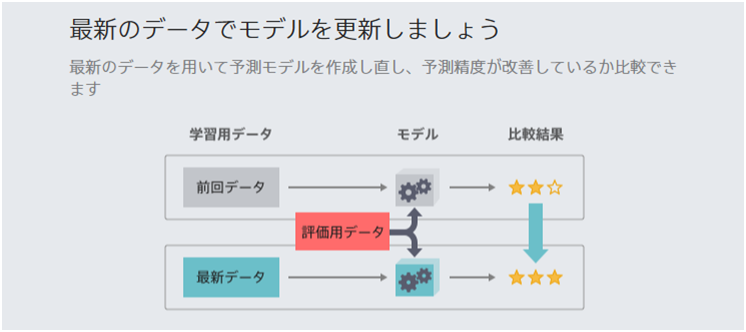 最新のデータでモデルを更新しましょう
最新のデータを用いて予測モデルを作成し直し、予測精度が改善しているか比較でき
ます
学習用データ モデル 比較結果
前回データ
評価用データ
最新データ